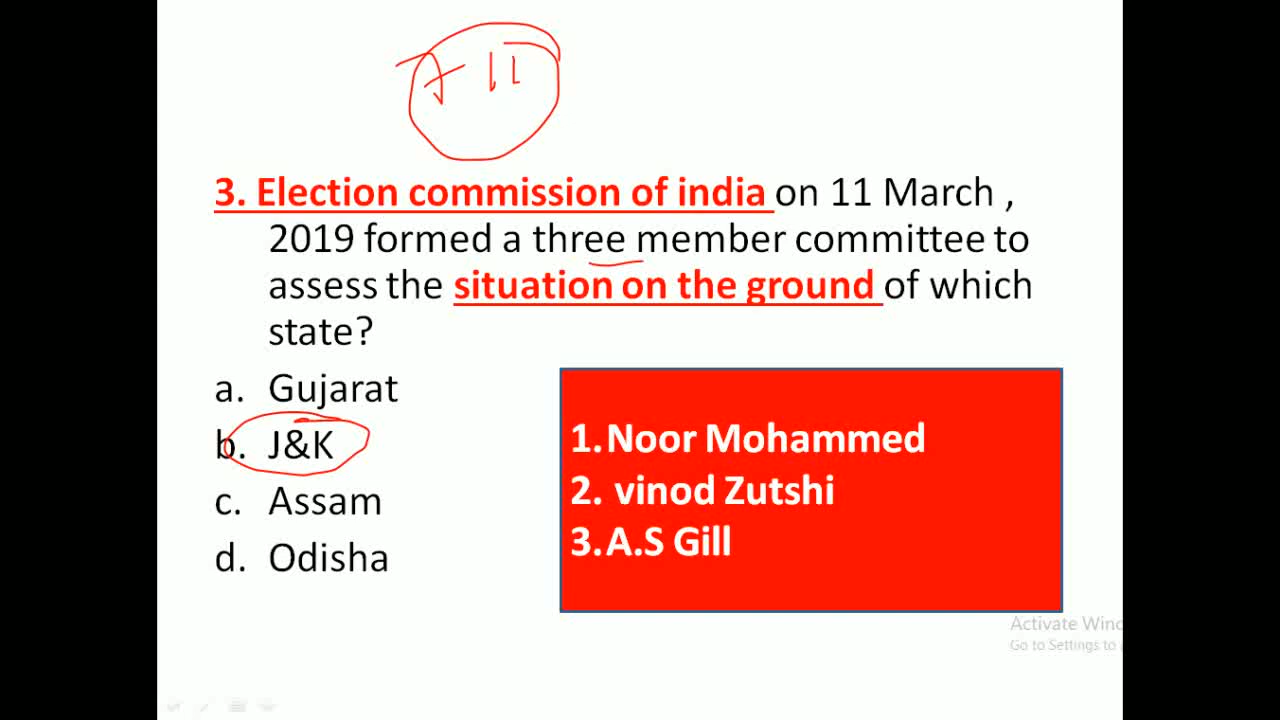 3. Election commission of india on 11 March ,
2019 formed a three member committee to
assess the situation on the ground of which
state?
a. Gujarat
b. J&K
c. Assam
d. Odisha
1.Noor Mohammed
2. vinod Zutshi
3.A.S Gill
Activate Wind
Go to Settings to